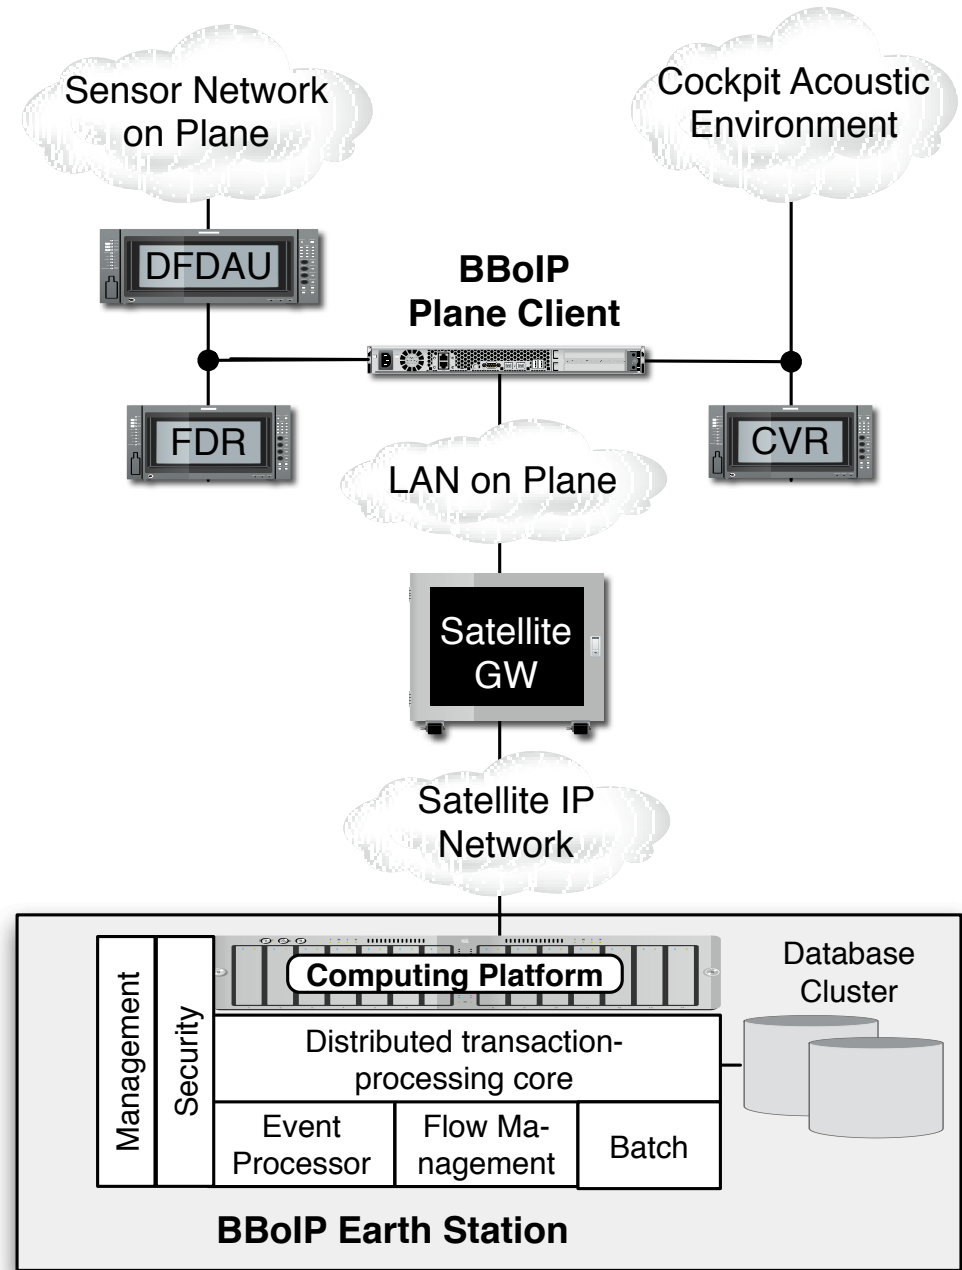 Sensor Network
on Plane
Cockpit Acoustic
Environment
DFDAU
BBoIP
Plane Client
FDR
CVR
LAN on Plane
Satellite
GW
Satellite IP
Network
Management
Security
Computing Platform
Database
Cluster
Distributed transaction-
processing core
Event
Processor
Flow Ma-
nagement
Batch
BBoIP Earth Station